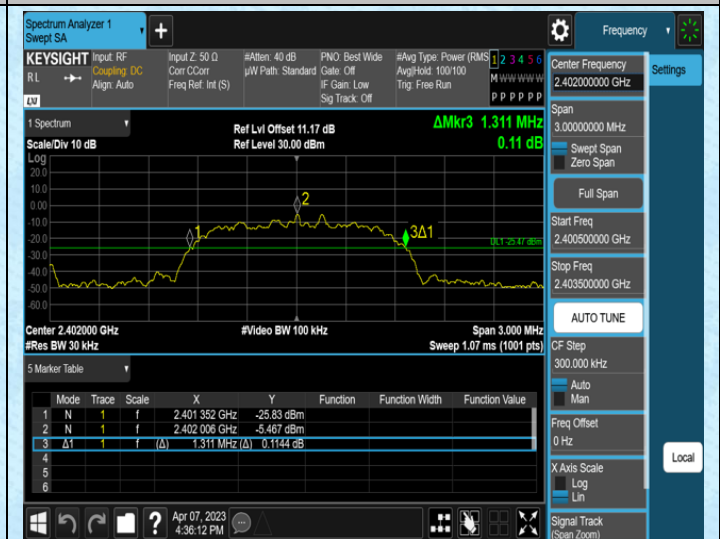 Spectrum Analyzer 1
Swept SA
Frequency
KEYSIGHT Input: RF
RL
Coupling: DC
Align: Auto
LXI
Input Z: 50 Ω
Corr CCorr
Freq Ref: Int (S)
#Atten: 40 dB
µW Path: Standard
PNO: Best Wide
Gate: Off
IF Gain: Low
Sig Track: Off
#Avg Type: Power (RMS
Avg|Hold: 100/100
Trig: Free Run
1 2 3 4 5 6
M W W W W W
P P P P P P
Settings
1 Spectrum
Scale/Div 10 dB
Ref Lvl Offset 11.17 dB
Ref Level 30.00 dBm
ΔMkr3 1.311 MHz
0.11 dB
Log
20.0
10.0
0.00
-10.0
-20.0
-30.0
-40.0
-50.0
-60.0
1
2
3Δ1
DL1 -25.47 dBm
Center 2.402000 GHz
#Video BW 100 kHz
Span 3.000 MHz
#Res BW 30 kHz
Sweep 1.07 ms (1001 pts)
5 Marker Table
Mode Trace Scale X Y Function Function Width Function Value
1 N 1 f 2.401 352 GHz -25.83 dBm
2 N 1 f 2.402 006 GHz -5.467 dBm
3 Δ1 1 f (Δ) 1.311 MHz (Δ) 0.1144 dB
4
5
6
Apr 07, 2023
4:36:12 PM
Center Frequency
2.402000000 GHz
Span
3.00000000 MHz
Swept Span
Zero Span
Full Span
Start Freq
2.400500000 GHz
Stop Freq
2.403500000 GHz
AUTO TUNE
CF Step
300.000 kHz
Auto
Man
Freq Offset
0 Hz
X Axis Scale
Log
Lin
Signal Track
(Span Zoom)
Local